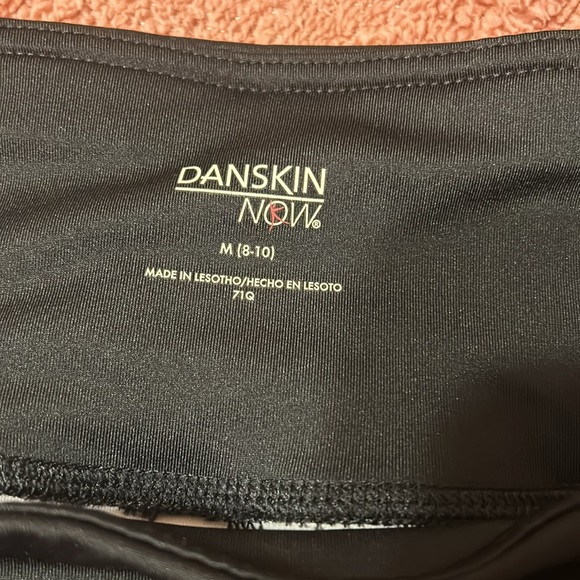 DANSKIN
NOW®
M (8-10)
MADE IN LESOTHO/HECHO EN LESOTO
71Q